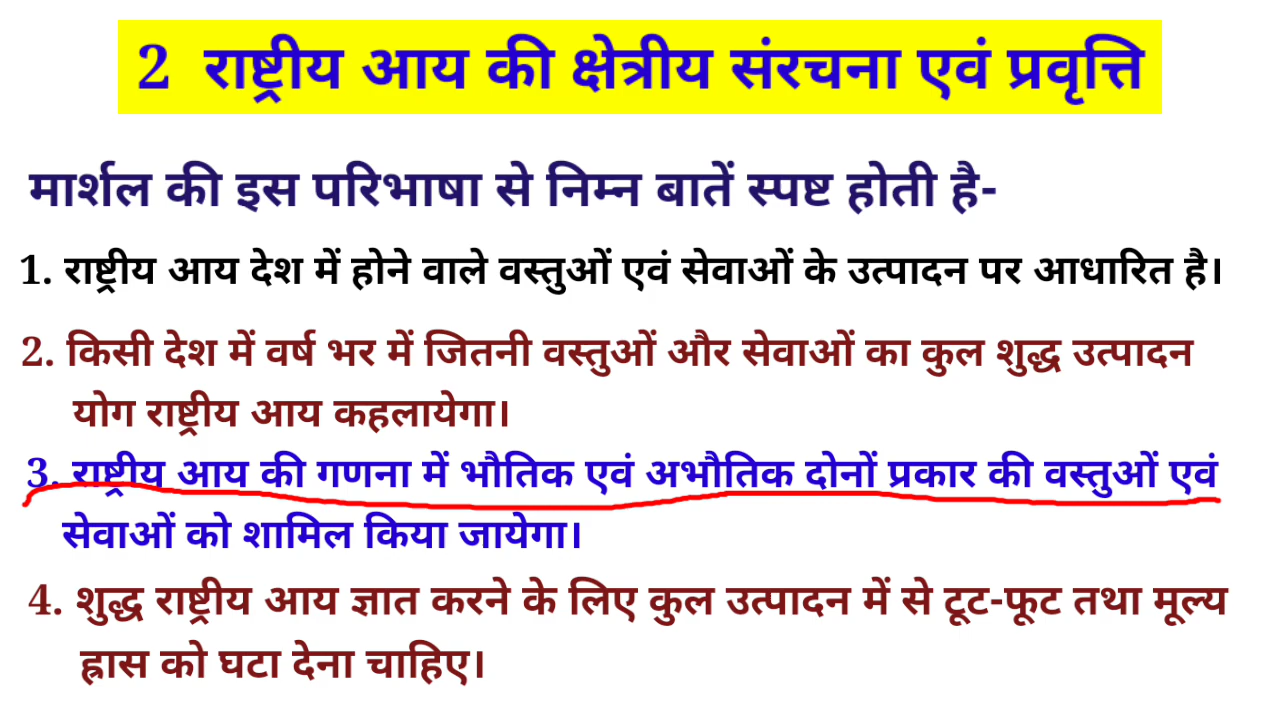 2 राष्ट्रीय आय की क्षेत्रीय संरचना एवं प्रवृत्ति
मार्शल की इस परिभाषा से निम्न बातें स्पष्ट होती है-
1. राष्ट्रीय आय देश में होने वाले वस्तुओं एवं सेवाओं के उत्पादन पर आधारित है।
2. किसी देश में वर्ष भर में जितनी वस्तुओं और सेवाओं का कुल शुद्ध उत्पादन
योग राष्ट्रीय आय कहलायेगा।
3. राष्ट्रीय आय की गणना में भौतिक एवं अभौतिक दोनों प्रकार की वस्तुओं एवं
सेवाओं को शामिल किया जायेगा।
4. शुद्ध राष्ट्रीय आय ज्ञात करने के लिए कुल उत्पादन में से टूट-फूट तथा मूल्य
ह्रास को घटा देना चाहिए।